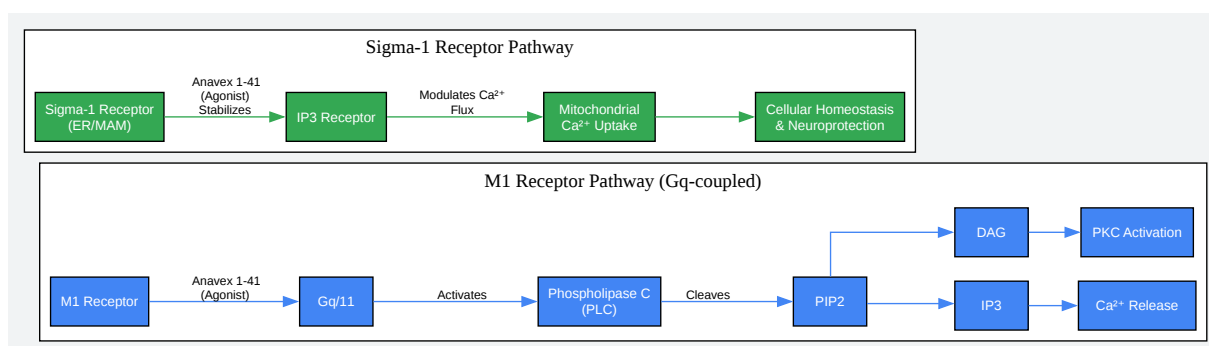 Sigma-1 Receptor Pathway
Sigma-1 Receptor
(ER/MAM)
Anavex 1-41
(Agonist)
Stabilizes
IP3 Receptor
Modulates Ca²⁺
Flux
Mitochondrial
Ca²⁺ Uptake
Cellular Homeostasis
& Neuroprotection
M1 Receptor Pathway (Gq-coupled)
M1 Receptor
Anavex 1-41
(Agonist)
Gq/11
Activates
Phospholipase C
(PLC)
Cleaves
PIP2
DAG
PKC Activation
IP3
Ca²⁺ Release